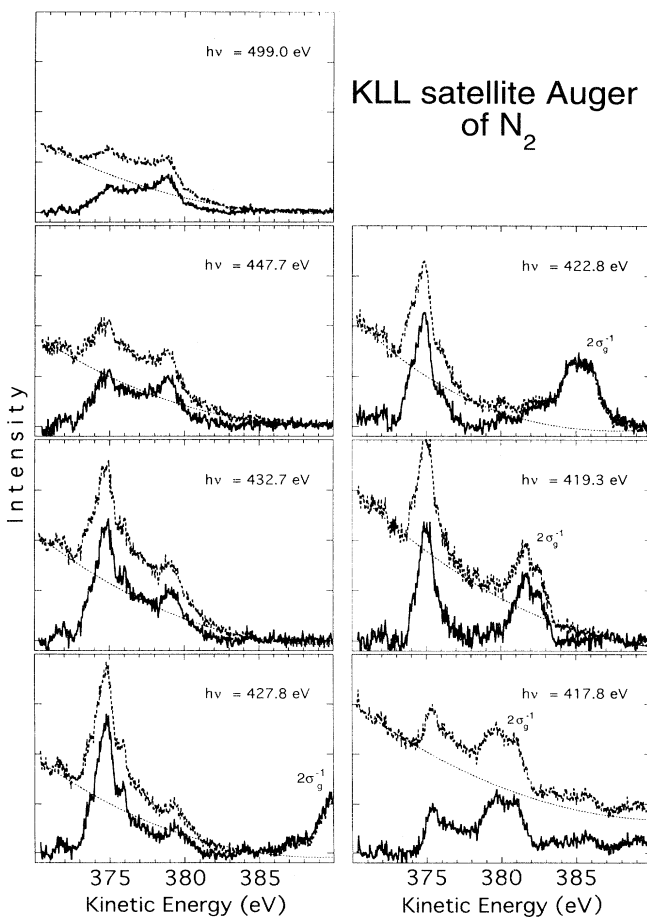 KLL satellite Auger
of N₂
hν = 499.0 eV
hν = 447.7 eV
hν = 432.7 eV
hν = 427.8 eV
2σg⁻¹
hν = 422.8 eV
2σg⁻¹
hν = 419.3 eV
2σg⁻¹
hν = 417.8 eV
2σg⁻¹
Intensity
375 380 385
Kinetic Energy (eV)
375 380 385
Kinetic Energy (eV)